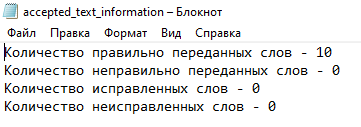 accepted_text_information – Блокнот
Файл Правка Формат Вид Справка
Количество правильно переданных слов - 10
Количество неправильно переданных слов - 0
Количество исправленных слов - 0
Количество неисправленных слов - 0